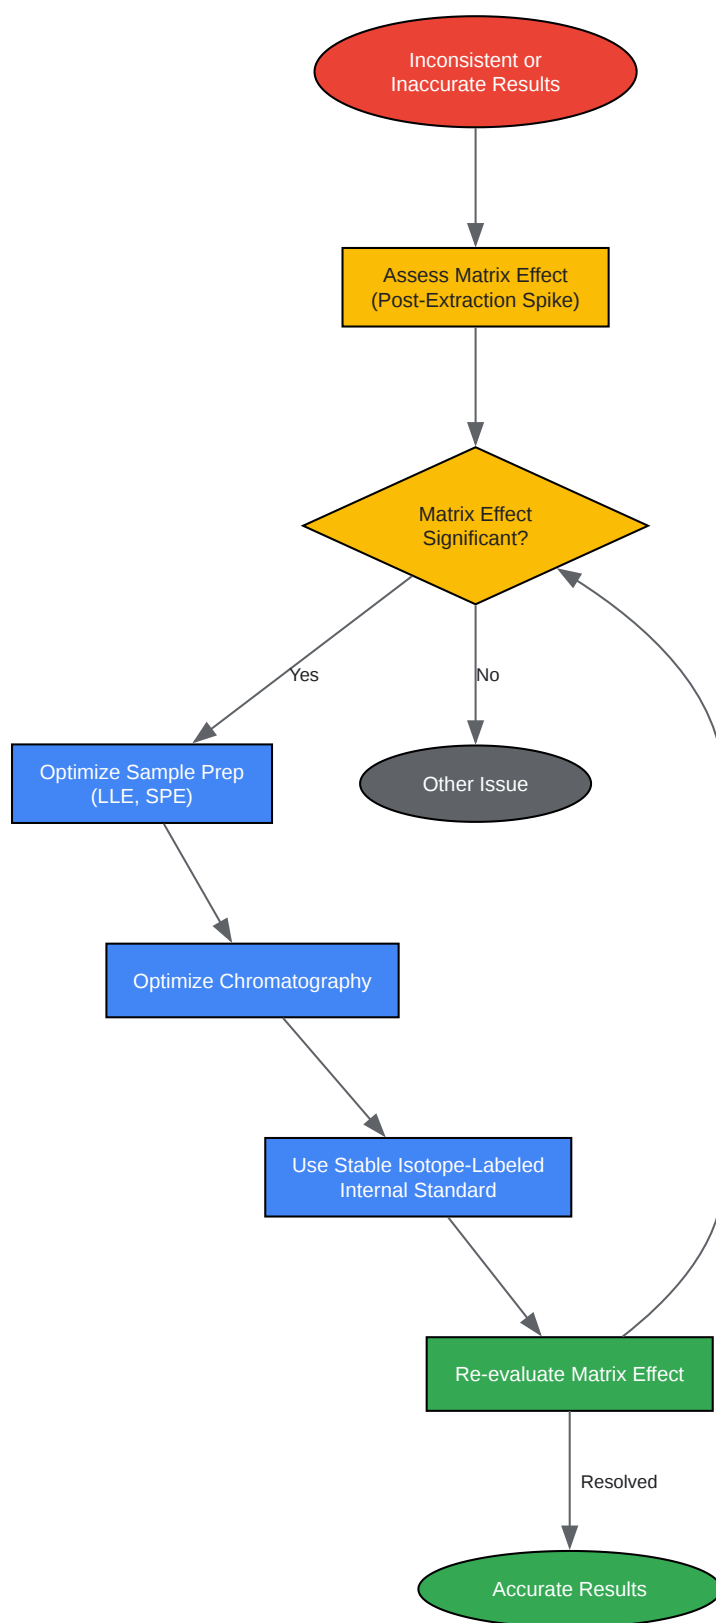 Inconsistent or
Inaccurate Results
Assess Matrix Effect
(Post-Extraction Spike)
Matrix Effect
Significant?
Yes
No
Optimize Sample Prep
(LLE, SPE)
Other Issue
Optimize Chromatography
Use Stable Isotope-Labeled
Internal Standard
Re-evaluate Matrix Effect
Resolved
Accurate Results